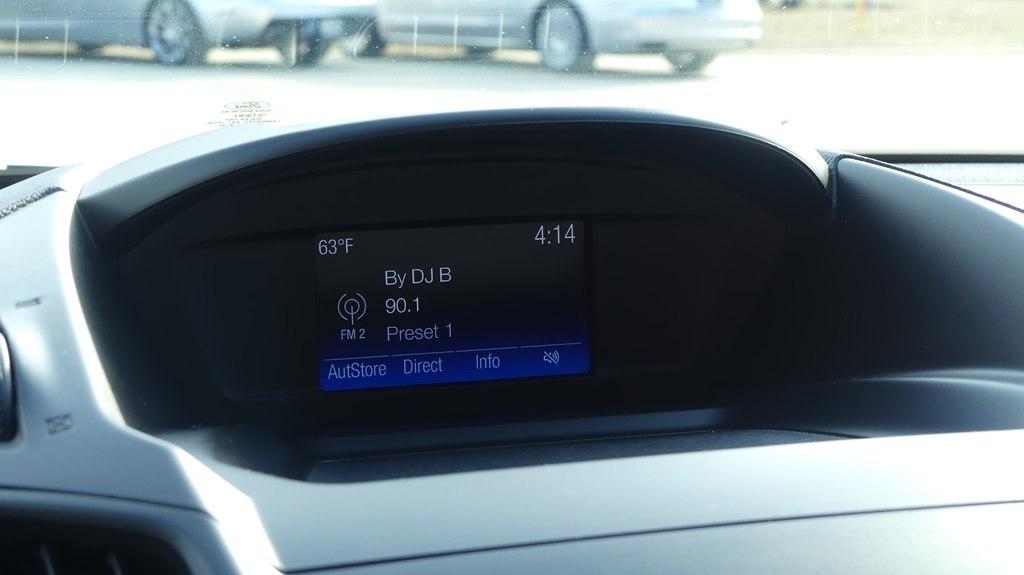 63°F 4:14
By DJ B
90.1
FM 2
Preset 1
AutStore Direct Info